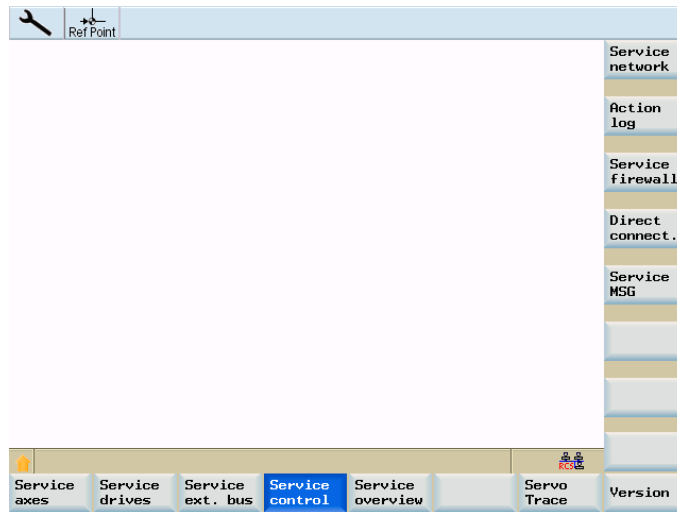 Ref Point
Service
network
Action
log
Service
firewall
Direct
connect.
Service
MSG
RCS
Service
axes
Service
drives
Service
ext. bus
Service
control
Service
overview
Servo
Trace
Version